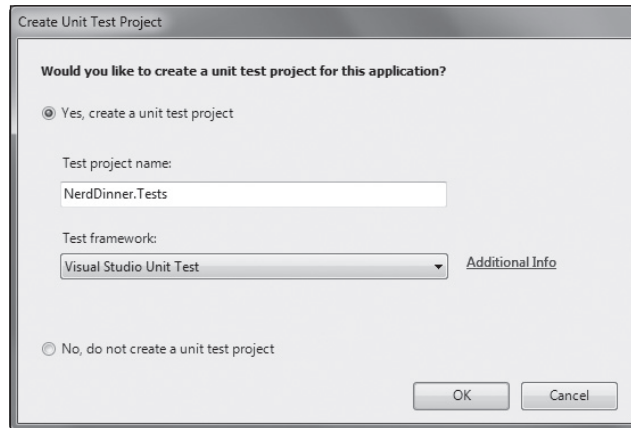 Create Unit Test Project
Would you like to create a unit test project for this application?
Yes, create a unit test project
Test project name:
NerdDinner.Tests
Test framework:
Visual Studio Unit Test
Additional Info
No, do not create a unit test project
OK
Cancel